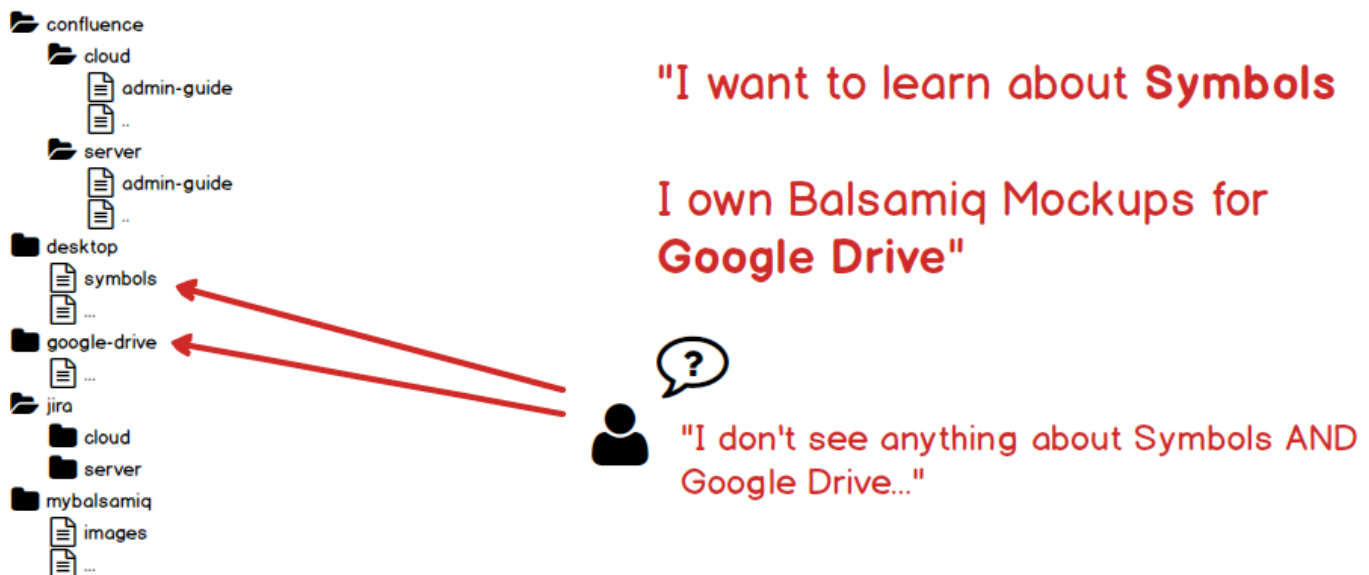 confluence
cloud
admin-guide
..
server
admin-guide
..
desktop
symbols
...
google-drive
...
jira
cloud
server
mybalsamiq
images
...
"I want to learn about Symbols
I own Balsamiq Mockups for
Google Drive"
?
"I don't see anything about Symbols AND
Google Drive..."